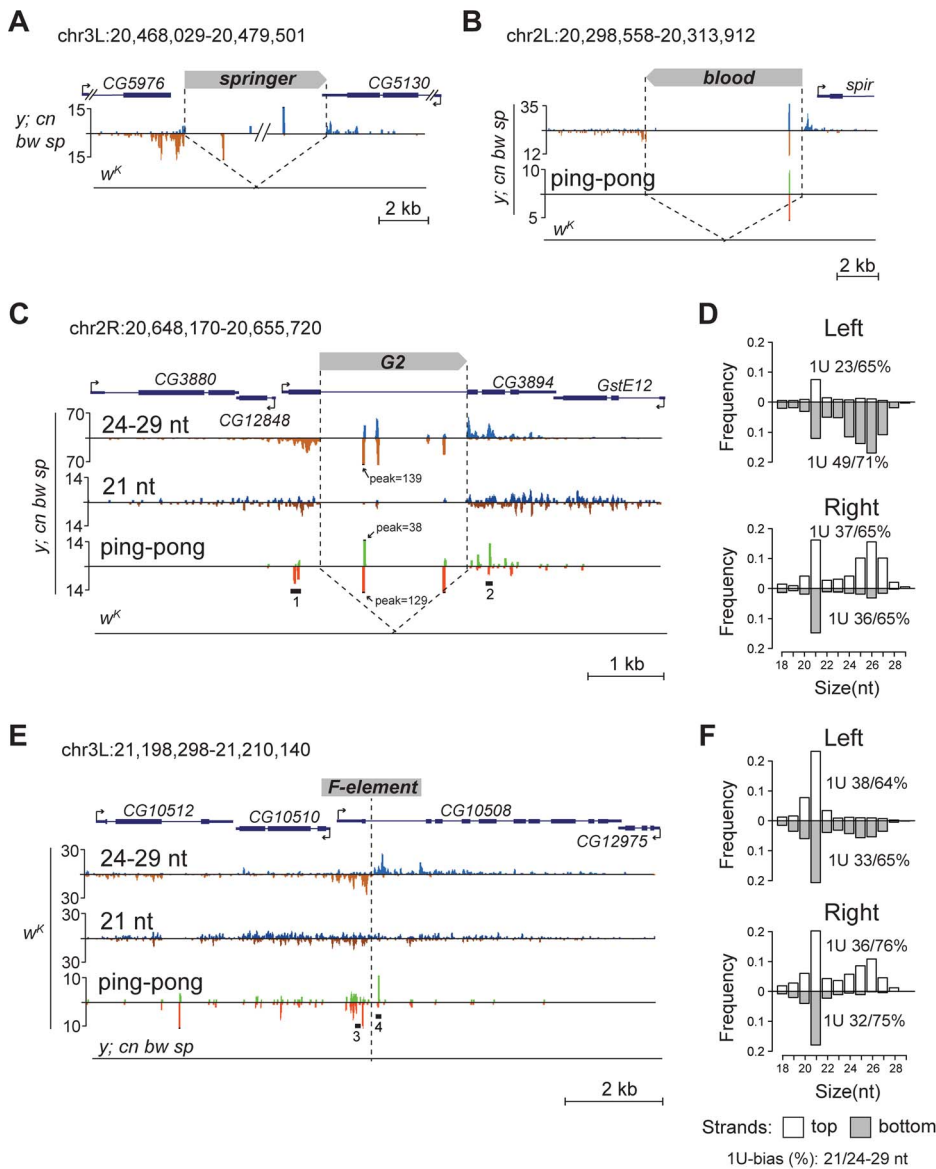 A
chr3L:20,468,029-20,479,501
springer
CG5976
CG5130
15
15
y; cn
bw sp
wK
2 kb
B
chr2L:20,298,558-20,313,912
blood
spir
35
12
10
ping-pong
5
y; cn bw sp
wK
2 kb
C
chr2R:20,648,170-20,655,720
G2
CG3880
CG12848
CG3894
GstE12
70
24-29 nt
70
peak=139
14
21 nt
14
peak=38
14
ping-pong
14
peak=129
1
2
y; cn bw sp
wK
1 kb
D
Left
0.2
0.1
0
0.1
0.2
Frequency
1U 23/65%
1U 49/71%
Right
0.2
0.1
0
0.1
0.2
Frequency
1U 37/65%
1U 36/65%
18 20 22 24 26 28
Size(nt)
E
chr3L:21,198,298-21,210,140
F-element
CG10512
CG10510
CG10508
CG12975
30
24-29 nt
30
30
21 nt
30
10
ping-pong
10
3
4
wK
y; cn bw sp
2 kb
F
Left
0.2
0.1
0
0.1
0.2
Frequency
1U 38/64%
1U 33/65%
Right
0.2
0.1
0
0.1
0.2
Frequency
1U 36/76%
1U 32/75%
18 20 22 24 26 28
Size(nt)
Strands: top bottom
1U-bias (%): 21/24-29 nt